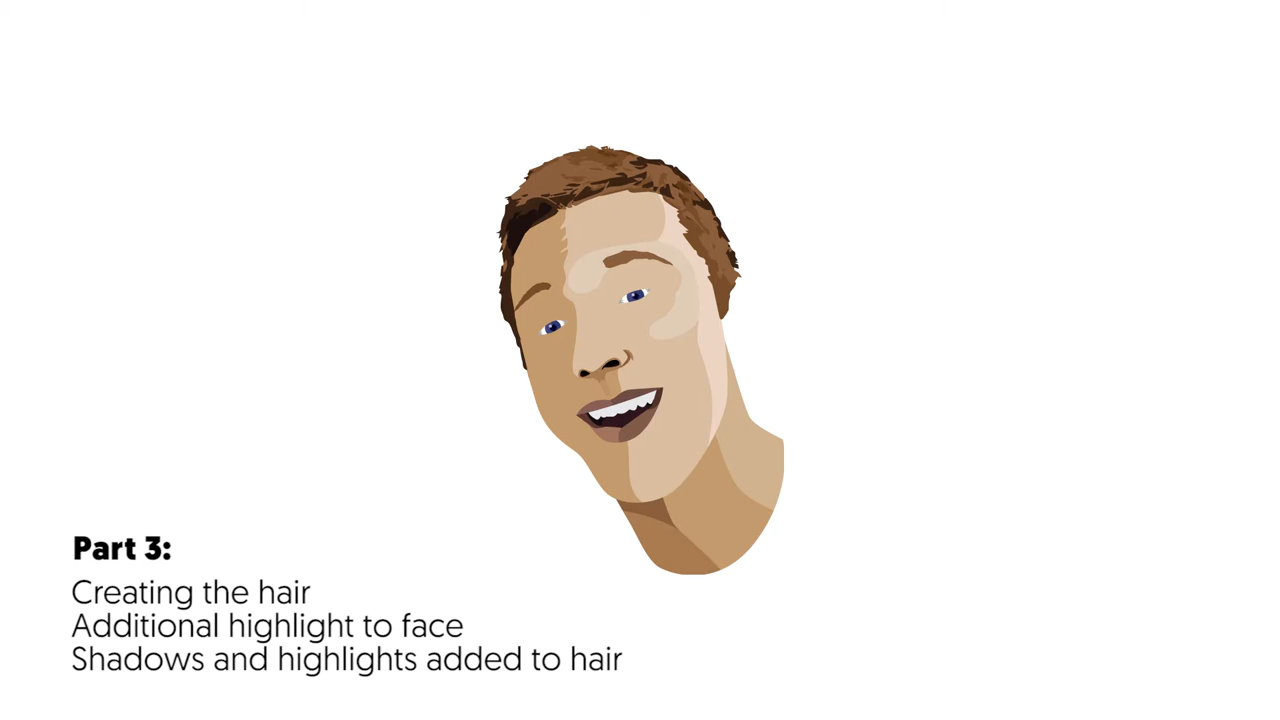 Part 3:
Creating the hair
Additional highlight to face
Shadows and highlights added to hair